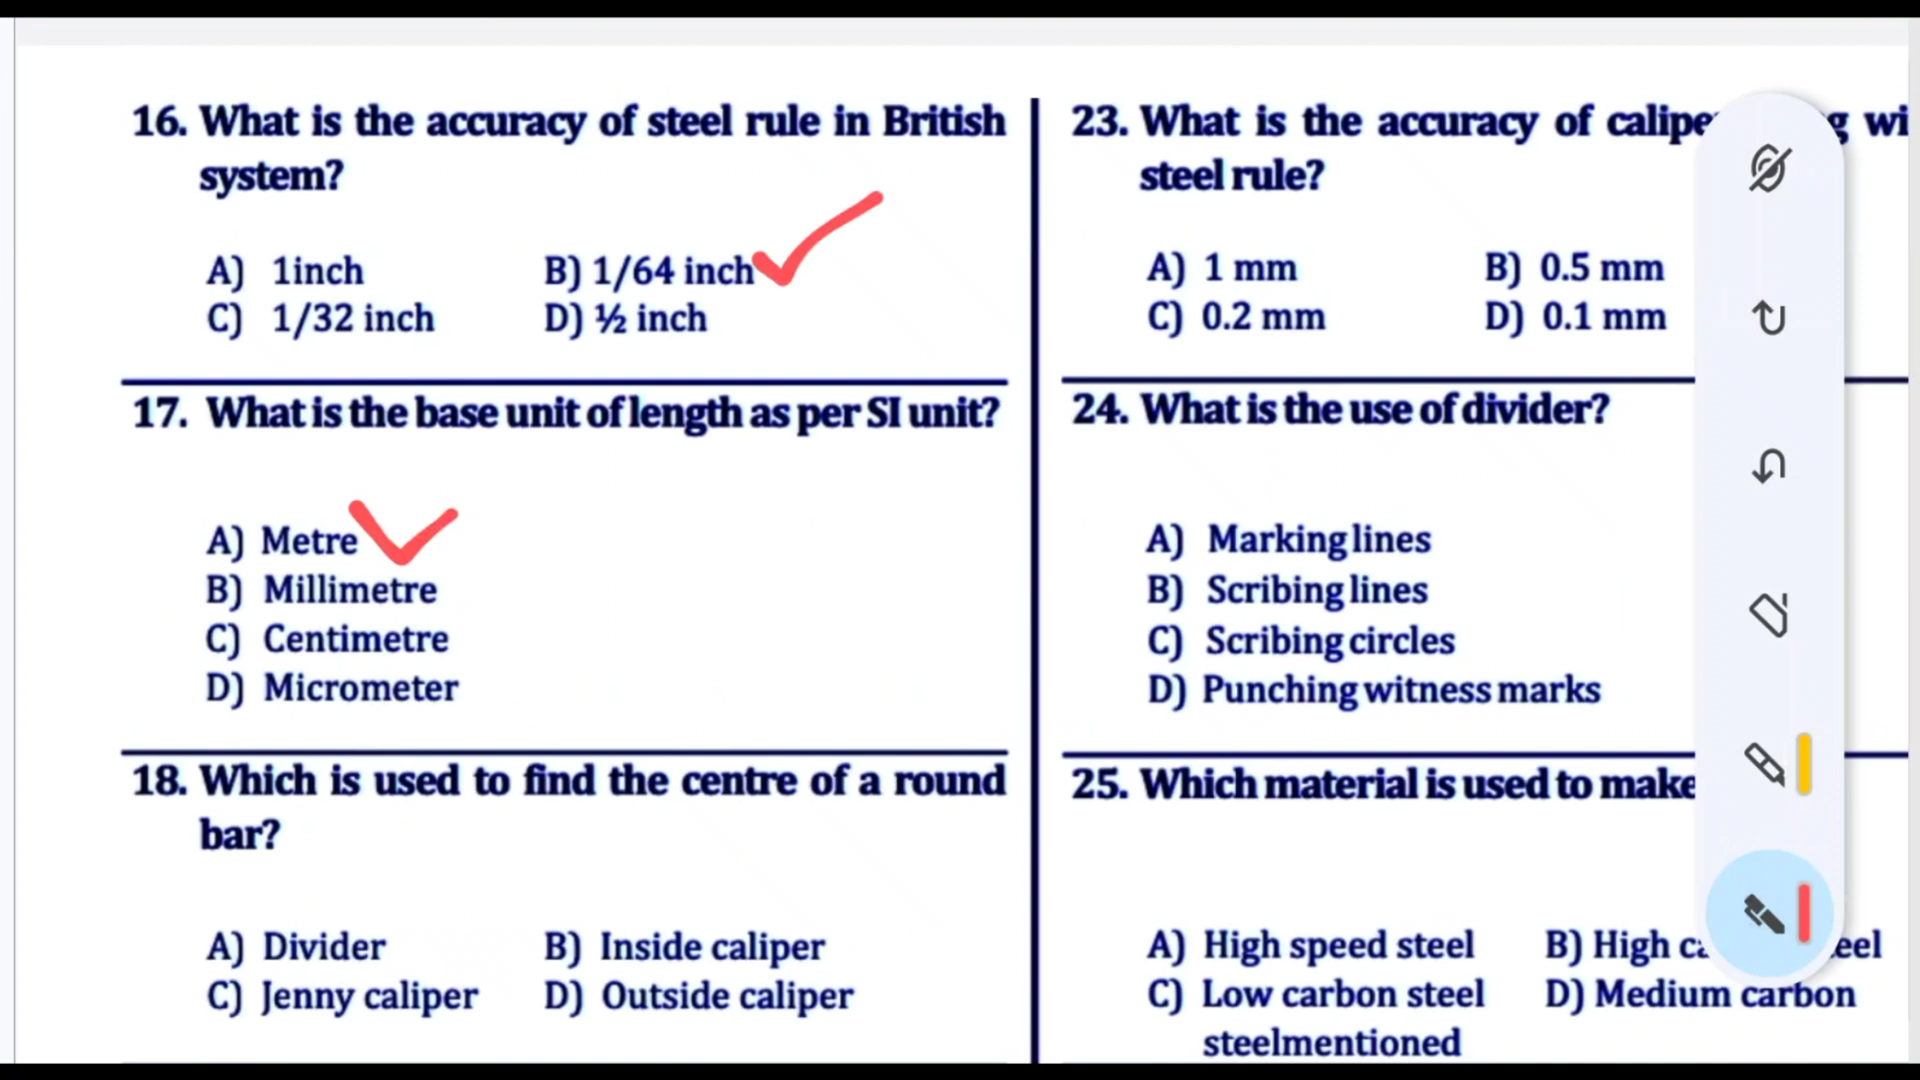 16. What is the accuracy of steel rule in British
system?
A) 1inch B) 1/64 inch
C) 1/32 inch D) ½ inch
17. What is the base unit of length as per SI unit?
A) Metre
B) Millimetre
C) Centimetre
D) Micrometer
18. Which is used to find the centre of a round
bar?
A) Divider B) Inside caliper
C) Jenny caliper D) Outside caliper
23. What is the accuracy of
steel rule?
A) 1 mm B) 0.5 mm
C) 0.2 mm D) 0.1 mm
24. What is the use of divider?
A) Marking lines
B) Scribing lines
C) Scribing circles
D) Punching witness marks
25. Which material is used to make
A) High speed steel B) High
C) Low carbon steel D) Medium carbon
steelmentioned